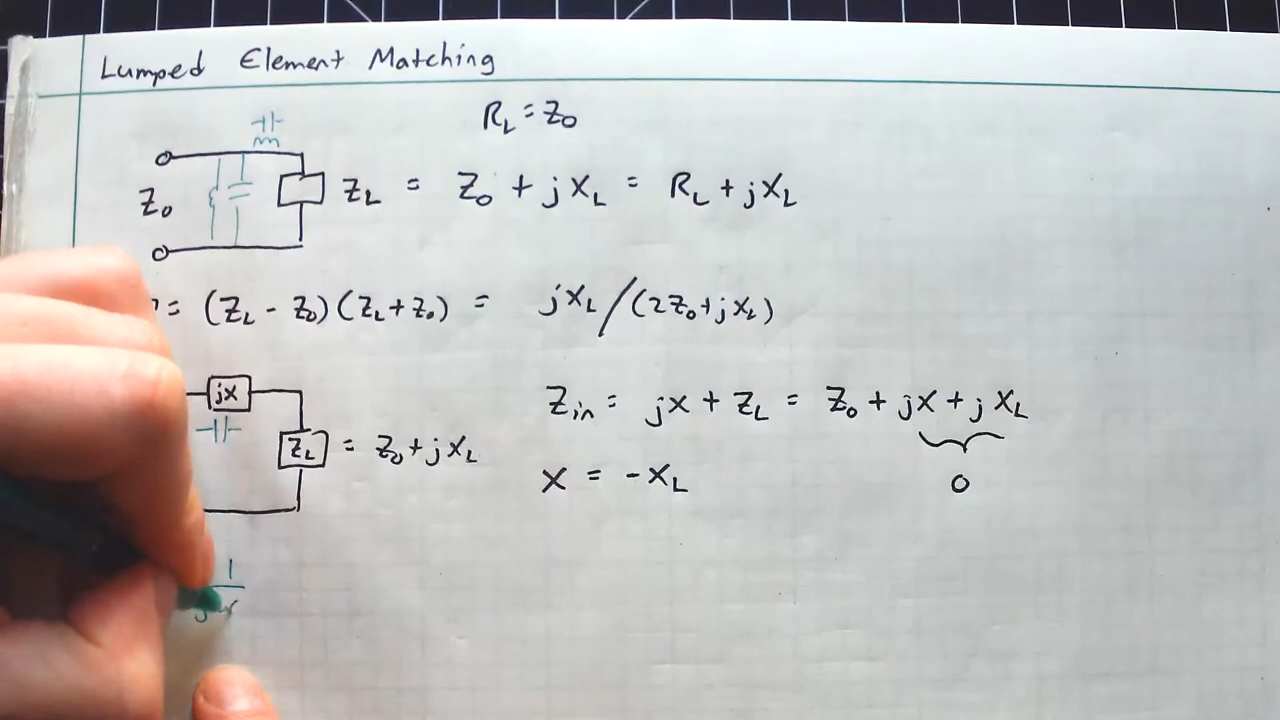 Lumped Element Matching
R_L = Z_0
Z_0 Z_L = Z_0 + jX_L = R_L + jX_L
= (Z_L - Z_0)(Z_L + Z_0) = jX_L / (2Z_0 + jX_L)
jX
Z_in = jX + Z_L = Z_0 + jX + jX_L
Z_L = Z_0 + jX_L
X = -X_L
0
1